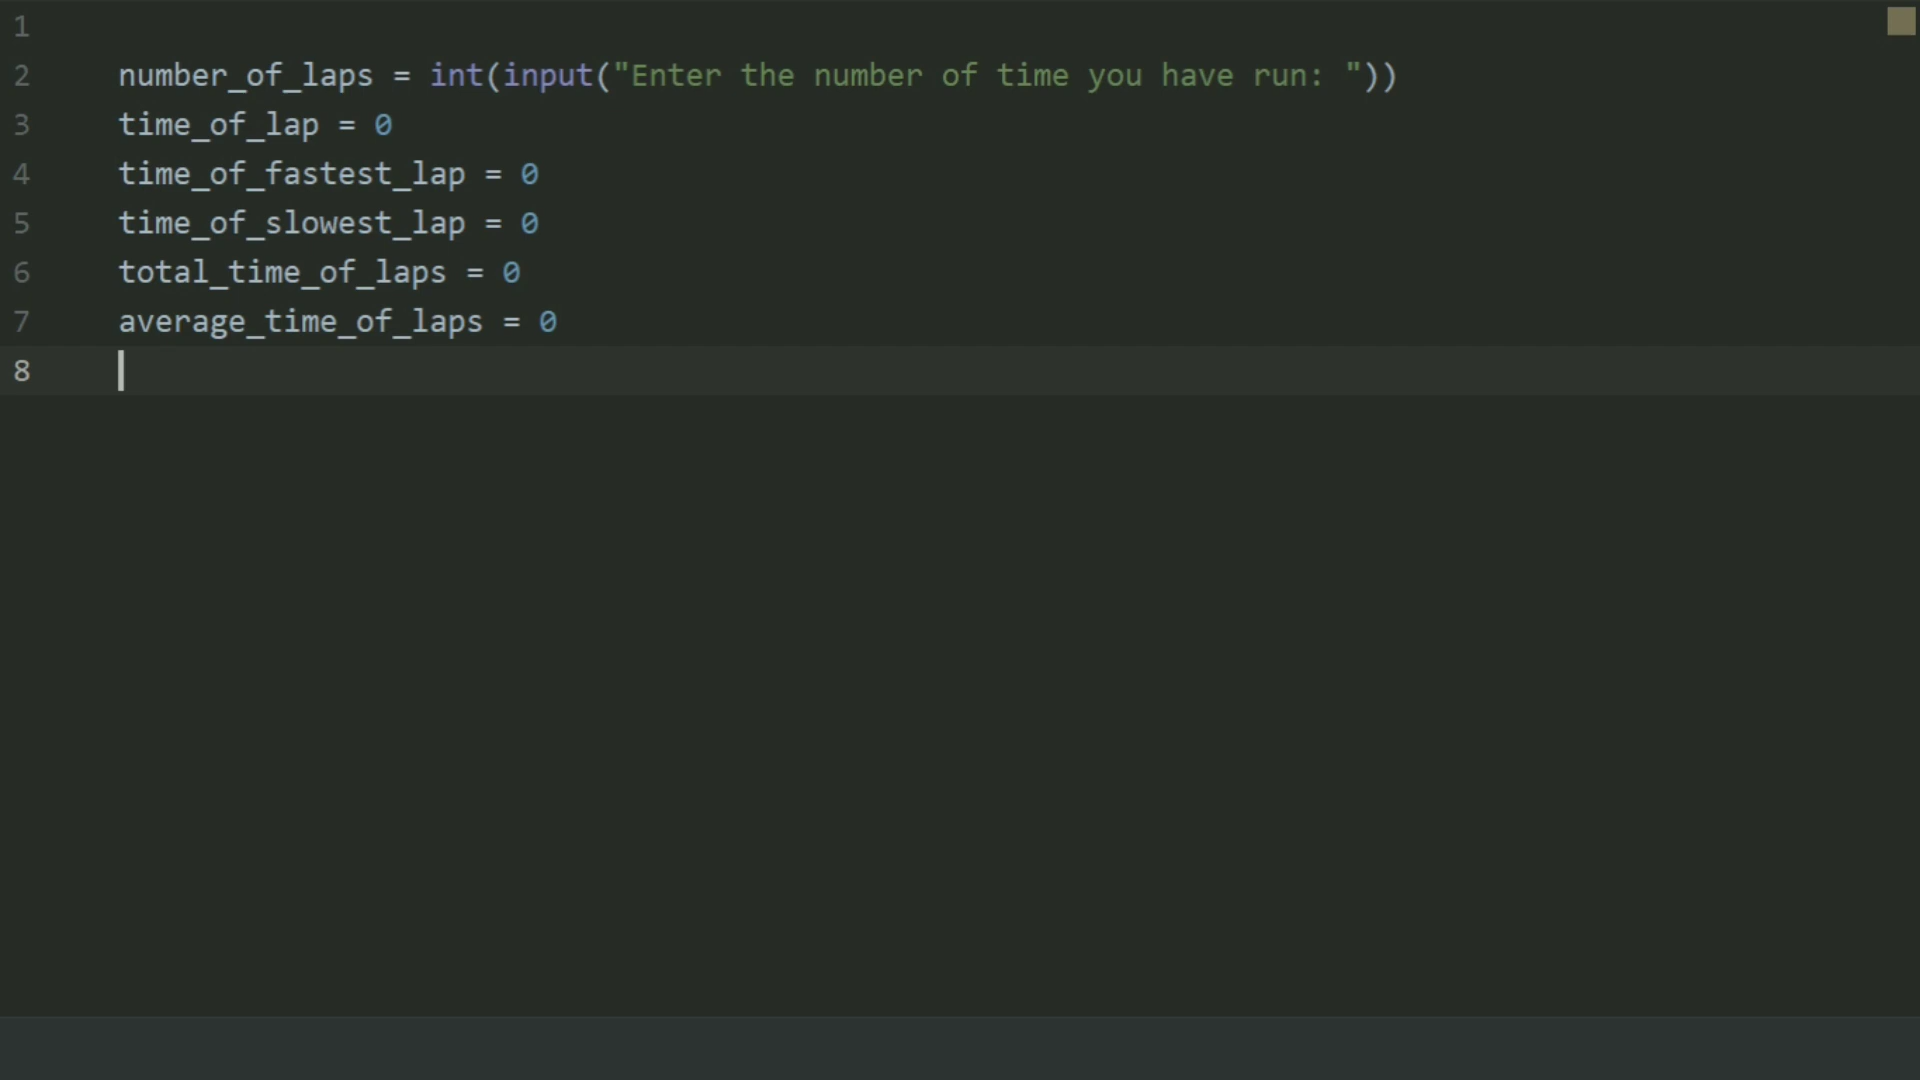 1
2 number_of_laps = int(input("Enter the number of time you have run: "))
3 time_of_lap = 0
4 time_of_fastest_lap = 0
5 time_of_slowest_lap = 0
6 total_time_of_laps = 0
7 average_time_of_laps = 0
8